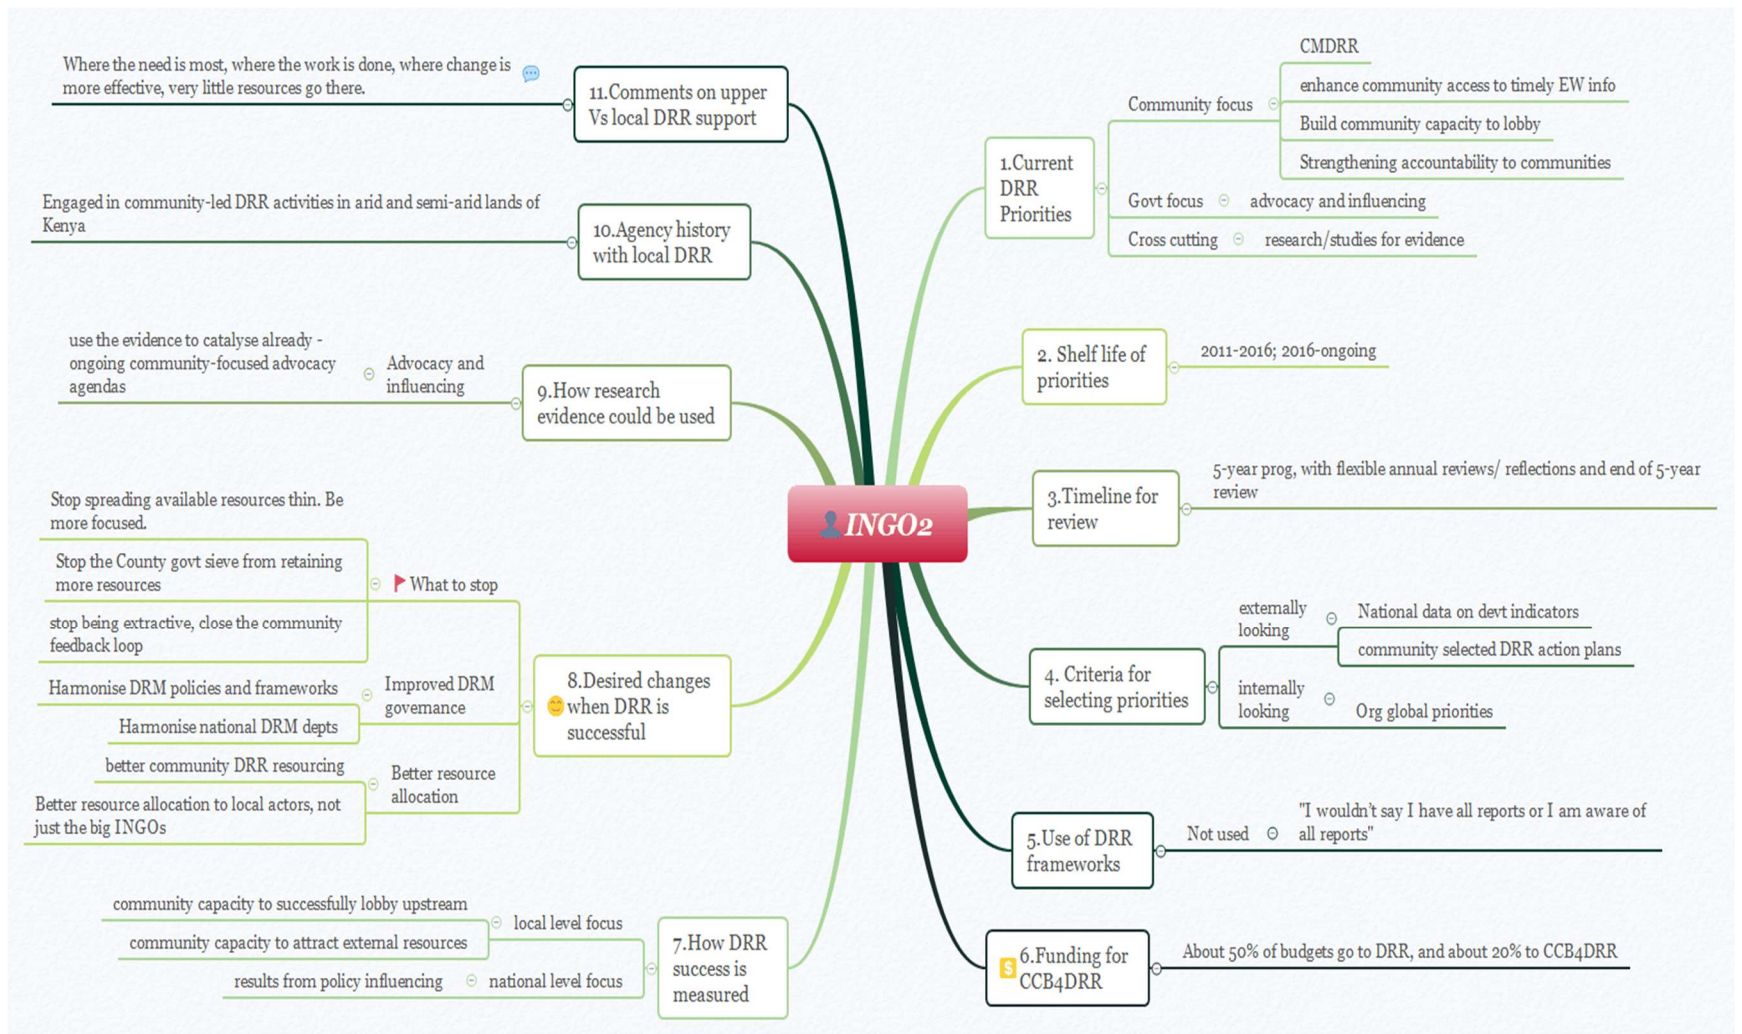 INGO2
1.Current
DRR
Priorities
Community focus
CMDRR
enhance community access to timely EW info
Build community capacity to lobby
Strengthening accountability to communities
Govt focus
advocacy and influencing
Cross cutting
research/studies for evidence
2. Shelf life of
priorities
2011-2016; 2016-ongoing
3.Timeline for
review
5-year prog, with flexible annual reviews/ reflections and end of 5-year
review
4. Criteria for
selecting priorities
externally
looking
National data on devt indicators
community selected DRR action plans
internally
looking
Org global priorities
5.Use of DRR
frameworks
Not used
"I wouldn’t say I have all reports or I am aware of
all reports"
6.Funding for
CCB4DRR
About 50% of budgets go to DRR, and about 20% to CCB4DRR
7.How DRR
success is
measured
local level focus
community capacity to successfully lobby upstream
community capacity to attract external resources
national level focus
results from policy influencing
8.Desired changes
when DRR is
successful
What to stop
Stop spreading available resources thin. Be
more focused.
Stop the County govt sieve from retaining
more resources
stop being extractive, close the community
feedback loop
Improved DRM
governance
Harmonise DRM policies and frameworks
Harmonise national DRM depts
Better resource
allocation
better community DRR resourcing
Better resource allocation to local actors, not
just the big INGOs
9.How research
evidence could be used
Advocacy and
influencing
use the evidence to catalyse already -
ongoing community-focused advocacy
agendas
10.Agency history
with local DRR
Engaged in community-led DRR activities in arid and semi-arid lands of
Kenya
11.Comments on upper
Vs local DRR support
Where the need is most, where the work is done, where change is
more effective, very little resources go there.